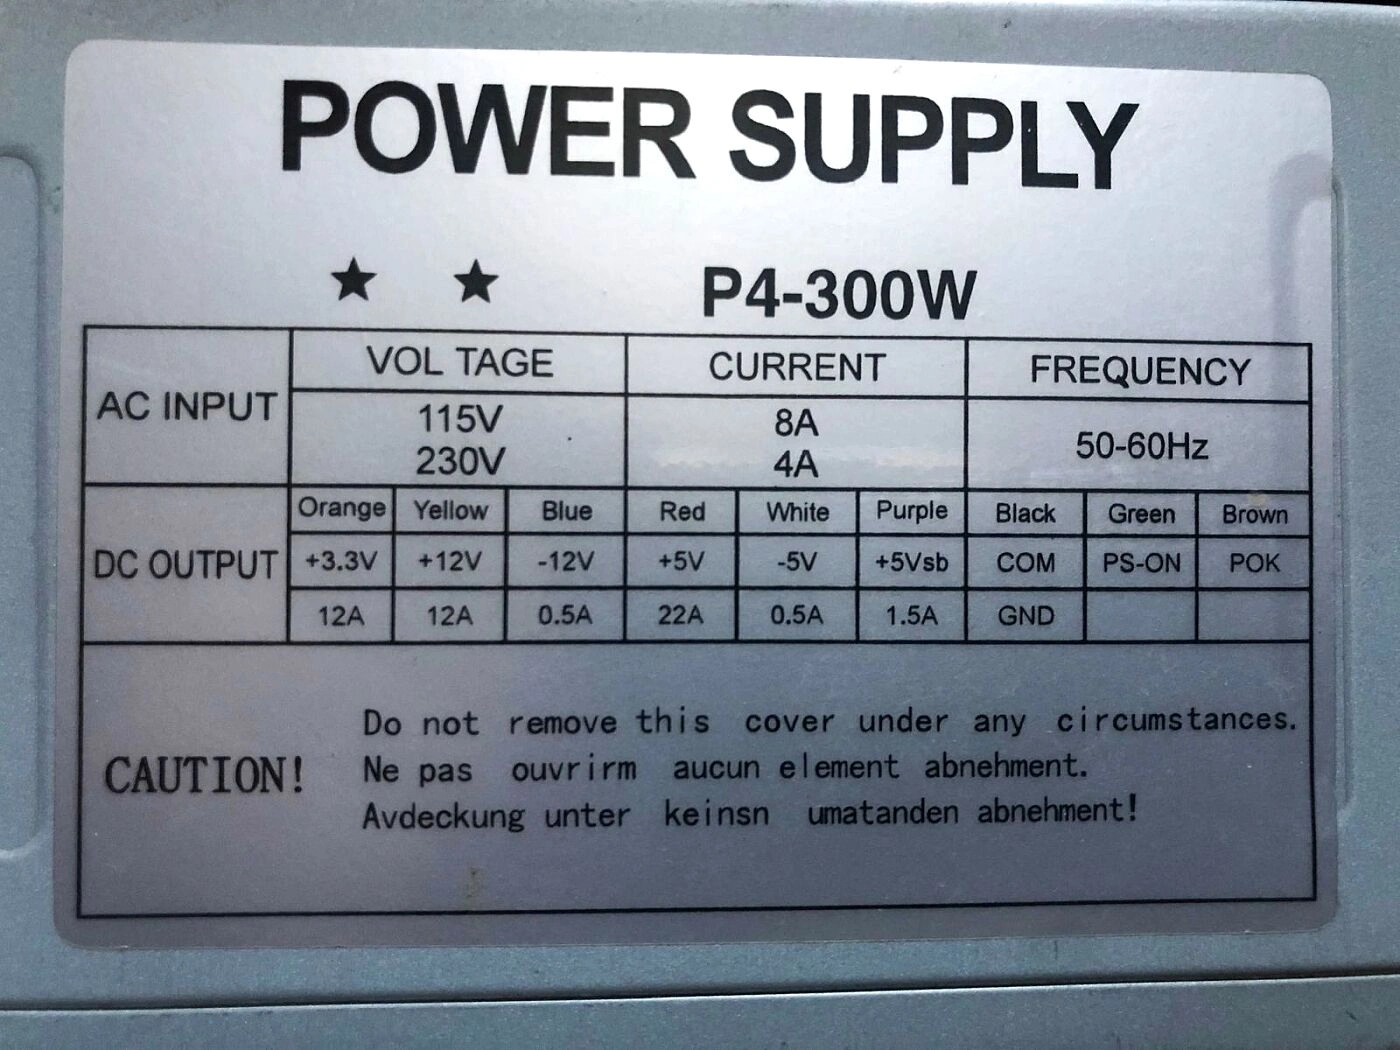 POWER SUPPLY
★ ★ P4-300W
AC INPUT VOL TAGE CURRENT FREQUENCY
115V 8A 50-60Hz
230V 4A
DC OUTPUT Orange Yellow Blue Red White Purple Black Green Brown
+3.3V +12V -12V +5V -5V +5Vsb COM PS-ON POK
12A 12A 0.5A 22A 0.5A 1.5A GND
CAUTION! Do not remove this cover under any circumstances.
Ne pas ouvrirm aucun element abnehment.
Avdeckung unter keinsn umatanden abnehment!